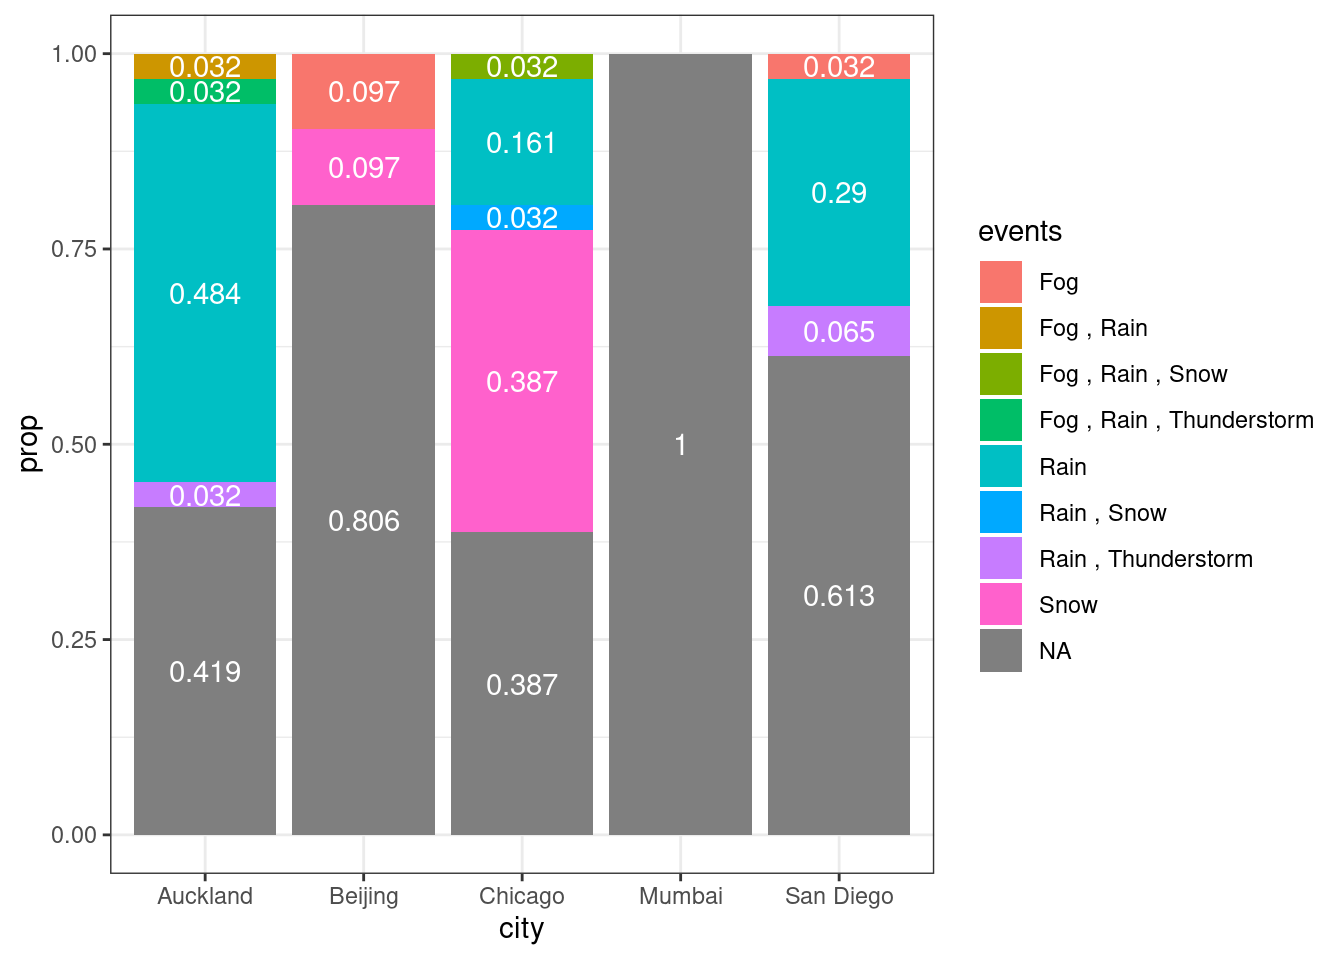 1.00
0.75
0.50
0.25
0.00
prop
0.032
0.032
0.484
0.032
0.419
0.097
0.097
0.806
0.032
0.161
0.032
0.387
0.387
1
0.032
0.29
0.065
0.613
Auckland
Beijing
Chicago
Mumbai
San Diego
city
events
Fog
Fog , Rain
Fog , Rain , Snow
Fog , Rain , Thunderstorm
Rain
Rain , Snow
Rain , Thunderstorm
Snow
NA